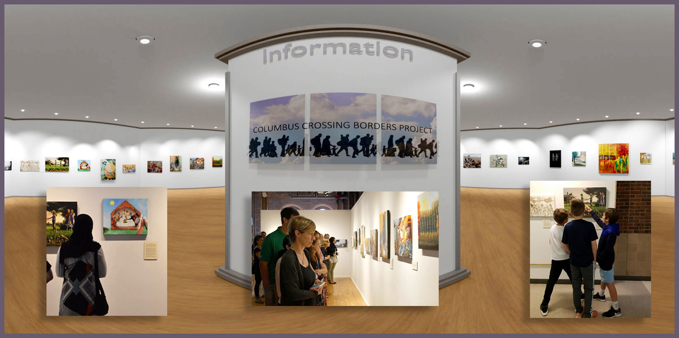 Information
COLUMBUS CROSSING BORDERS PROJECT